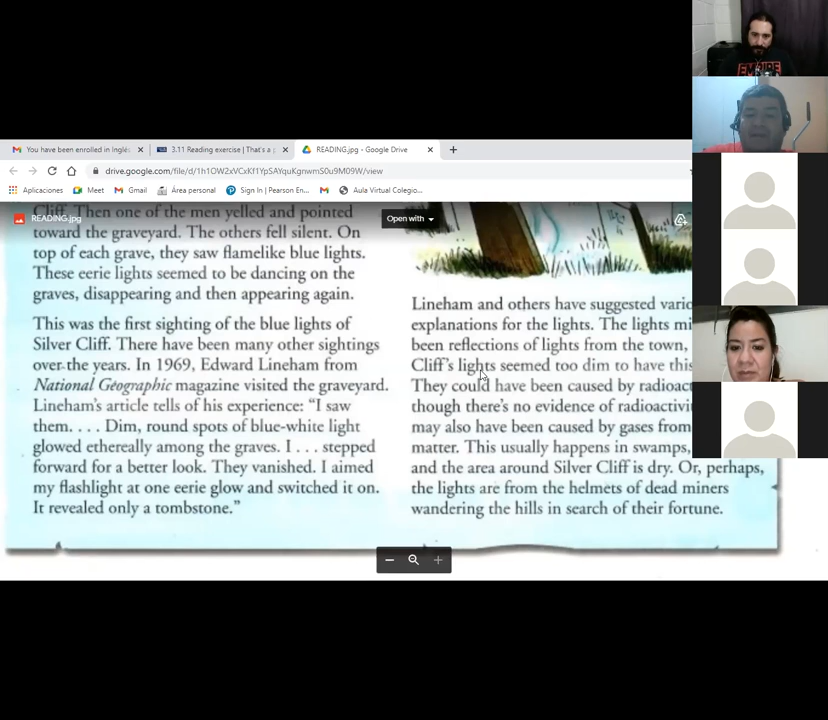 EMPIRE
You have been enrolled in Inglé
3.11 Reading exercise | That's a p
READING.jpg - Google Drive
drive.google.com/file/d/1h1OW2xVCxKf1YpSAYquKgnwrnS0u9M09W/view
Aplicaciones
Meet
Gmail
Área personal
Sign In | Pearson En...
Aula Virtual Colegio...
READING.jpg
Open with
Cliff. Then one of the men yelled and pointed
toward the graveyard. The others fell silent. On
top of each grave, they saw flamelike blue lights.
These eerie lights seemed to be dancing on the
graves, disappearing and then appearing again.
This was the first sighting of the blue lights of
Silver Cliff. There have been many other sightings
over the years. In 1969, Edward Lineham from
National Geographic magazine visited the graveyard.
Lineham's article tells of his experience: "I saw
them. . . . Dim, round spots of blue-white light
glowed ethereally among the graves. I . . . stepped
forward for a better look. They vanished. I aimed
my flashlight at one eerie glow and switched it on.
It revealed only a tombstone."
Lineham and others have suggested vario
explanations for the lights. The lights mi
been reflections of lights from the town,
Cliff's lights seemed too dim to have this
They could have been caused by radioact
though there's no evidence of radioactivi
may also have been caused by gases from
matter. This usually happens in swamps,
and the area around Silver Cliff is dry. Or, perhaps,
the lights are from the helmets of dead miners
wandering the hills in search of their fortune.